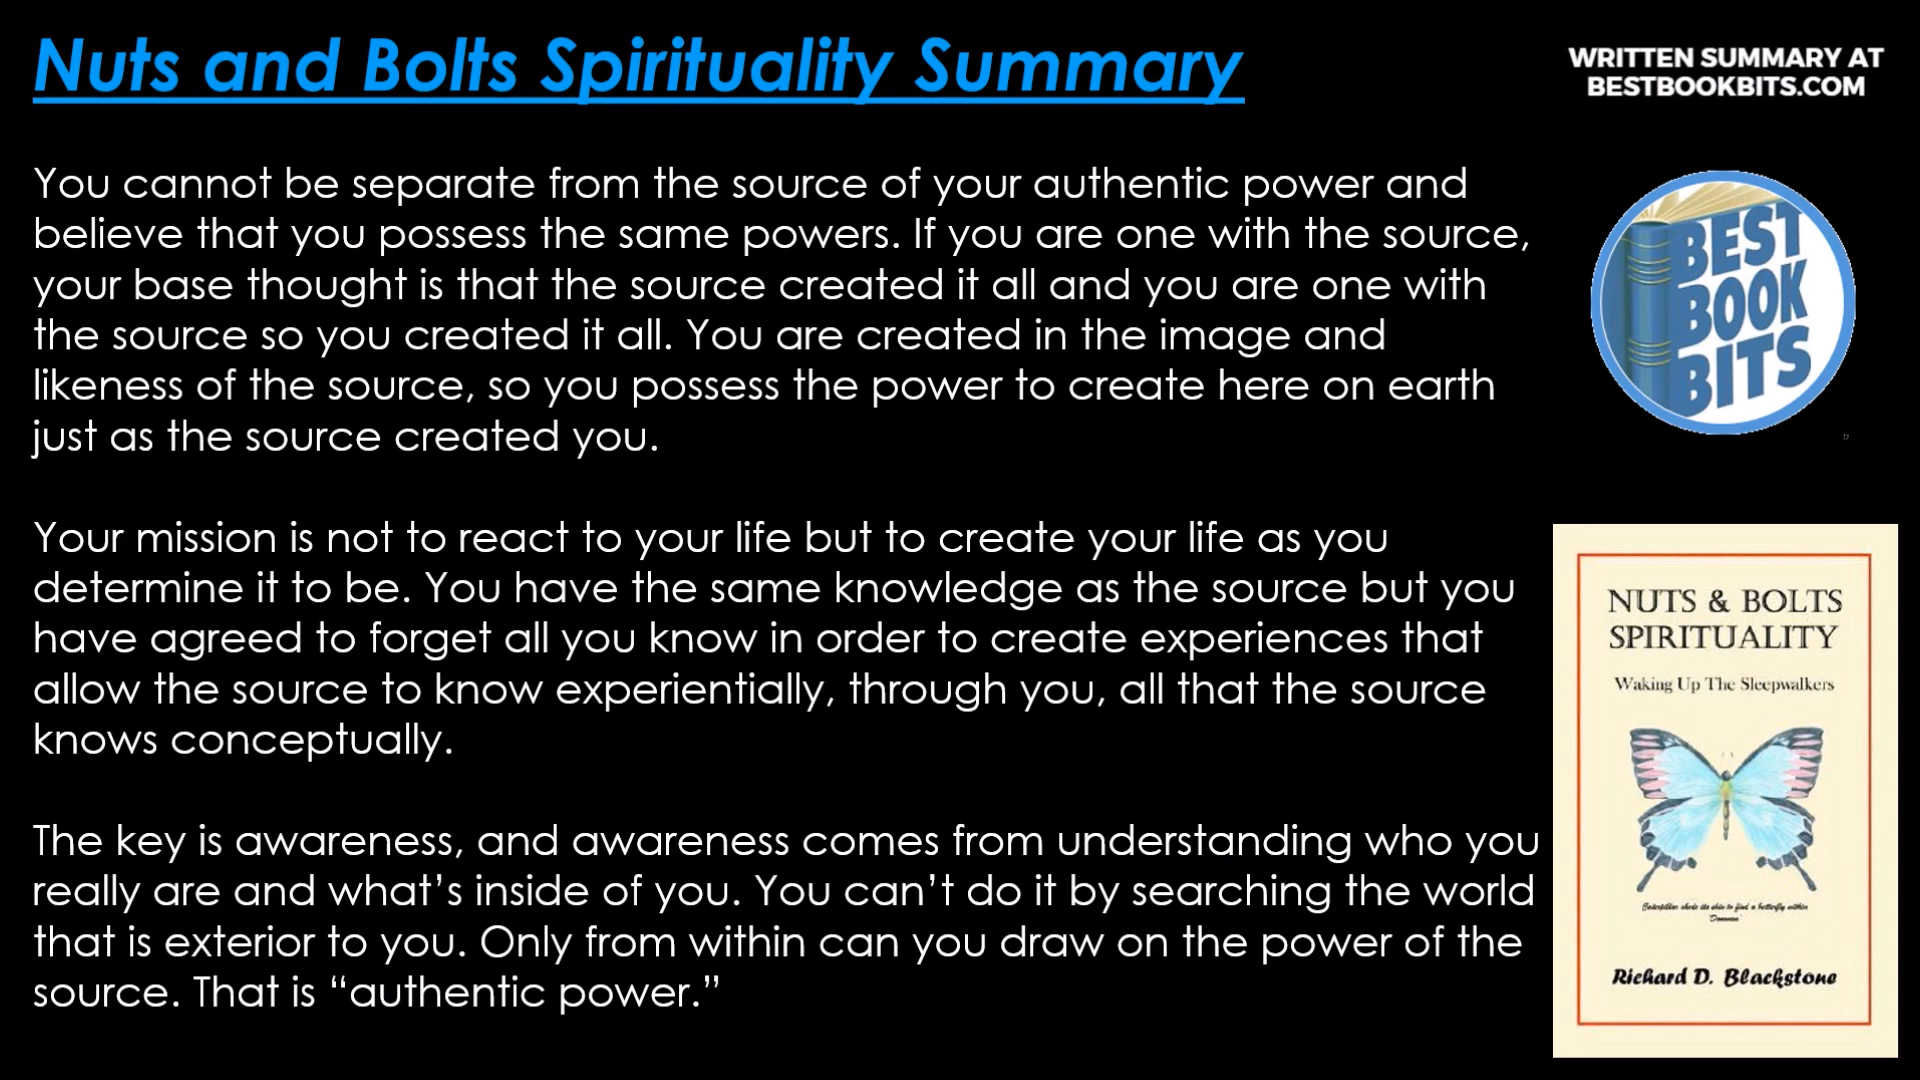 Nuts and Bolts Spirituality Summary
WRITTEN SUMMARY AT
BESTBOOKBITS.COM
You cannot be separate from the source of your authentic power and
believe that you possess the same powers. If you are one with the source,
your base thought is that the source created it all and you are one with
the source so you created it all. You are created in the image and
likeness of the source, so you possess the power to create here on earth
just as the source created you.
Your mission is not to react to your life but to create your life as you
determine it to be. You have the same knowledge as the source but you
have agreed to forget all you know in order to create experiences that
allow the source to know experientially, through you, all that the source
knows conceptually.
The key is awareness, and awareness comes from understanding who you
really are and what’s inside of you. You can’t do it by searching the world
that is exterior to you. Only from within can you draw on the power of the
source. That is “authentic power.”
BEST
BOOK
BITS
NUTS & BOLTS
SPIRITUALITY
Waking Up The Sleepwalkers
Caterpillar sheds its skin to find a butterfly within
Donovan
Richard D. Blackstone